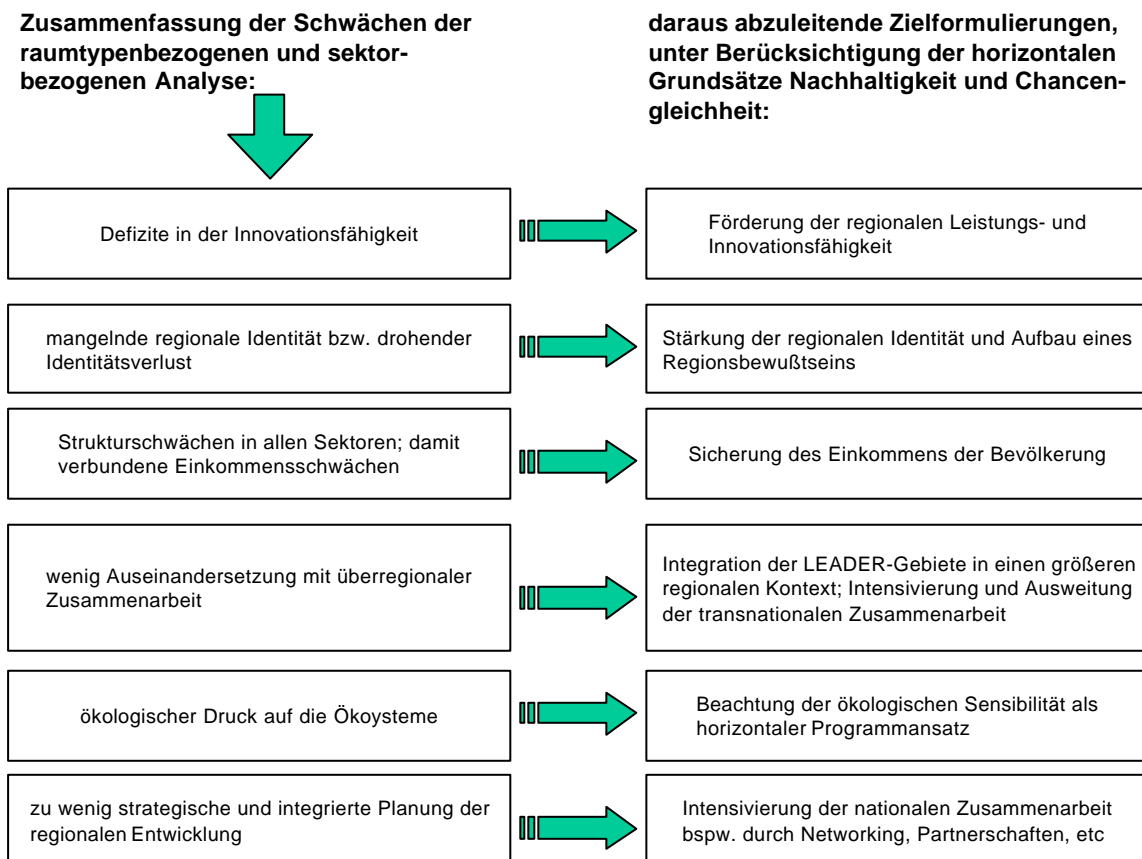 Zusammenfassung der Schwächen der
raumtypenbezogenen und sektor-
bezogenen Analyse:
daraus abzuleitende Zielformulierungen,
unter Berücksichtigung der horizontalen
Grundsätze Nachhaltigkeit und Chancen-
gleichheit:
Defizite in der Innovationsfähigkeit
Förderung der regionalen Leistungs- und
Innovationsfähigkeit
mangelnde regionale Identität bzw. drohender
Identitätsverlust
Stärkung der regionalen Identität und Aufbau eines
Regionsbewußtseins
Strukturschwächen in allen Sektoren; damit
verbundene Einkommensschwächen
Sicherung des Einkommens der Bevölkerung
wenig Auseinandersetzung mit überregionaler
Zusammenarbeit
Integration der LEADER-Gebiete in einen größeren
regionalen Kontext; Intensivierung und Ausweitung
der transnationalen Zusammenarbeit
ökologischer Druck auf die Ökoysteme
Beachtung der ökologischen Sensibilität als
horizontaler Programmansatz
zu wenig strategische und integrierte Planung der
regionalen Entwicklung
Intensivierung der nationalen Zusammenarbeit
bspw. durch Networking, Partnerschaften, etc